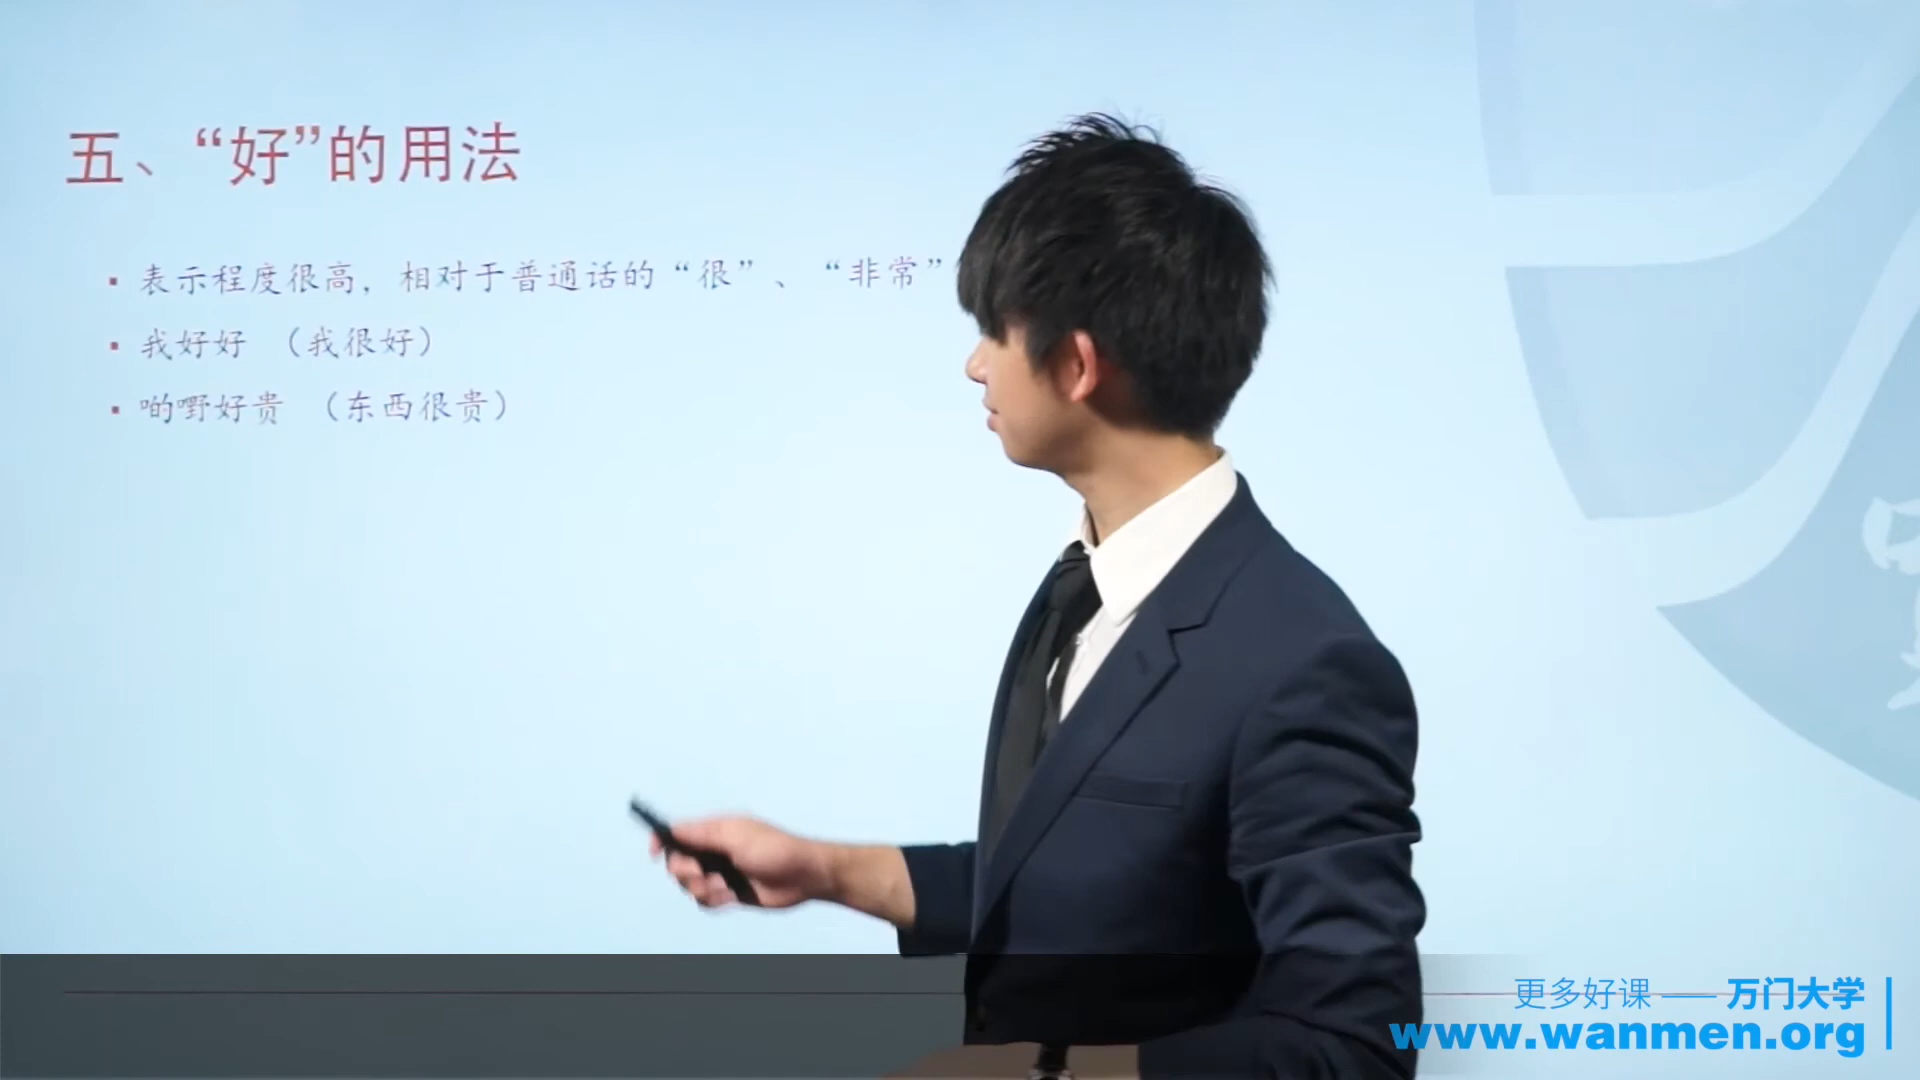 五、“好”的用法
▪ 表示程度很高，相对于普通话的“很”、“非常”
▪ 我好好 （我很好）
▪ 啲嘢好贵 （东西很贵）
更多好课 —— 万门大学
www.wanmen.org